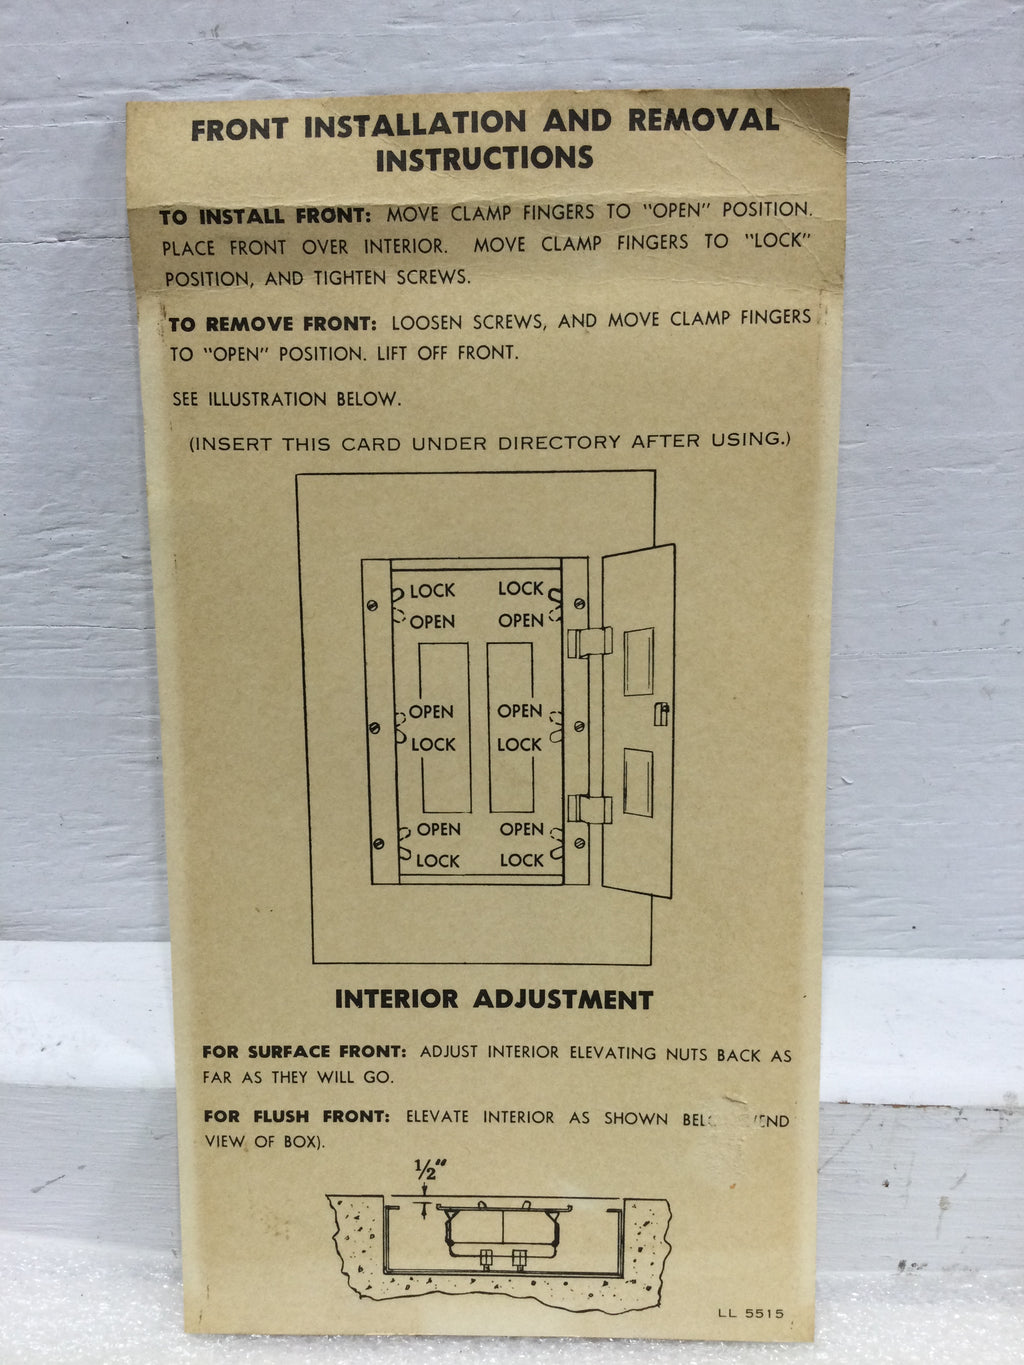 FRONT INSTALLATION AND REMOVAL
INSTRUCTIONS
TO INSTALL FRONT: MOVE CLAMP FINGERS TO "OPEN" POSITION.
PLACE FRONT OVER INTERIOR. MOVE CLAMP FINGERS TO "LOCK"
POSITION, AND TIGHTEN SCREWS.
TO REMOVE FRONT: LOOSEN SCREWS, AND MOVE CLAMP FINGERS
TO "OPEN" POSITION. LIFT OFF FRONT.
SEE ILLUSTRATION BELOW.
(INSERT THIS CARD UNDER DIRECTORY AFTER USING.)
LOCK LOCK
OPEN OPEN
OPEN OPEN
LOCK LOCK
OPEN OPEN
LOCK LOCK
INTERIOR ADJUSTMENT
FOR SURFACE FRONT: ADJUST INTERIOR ELEVATING NUTS BACK AS
FAR AS THEY WILL GO.
FOR FLUSH FRONT: ELEVATE INTERIOR AS SHOWN
VIEW OF BOX).
1/2"
LL 5515